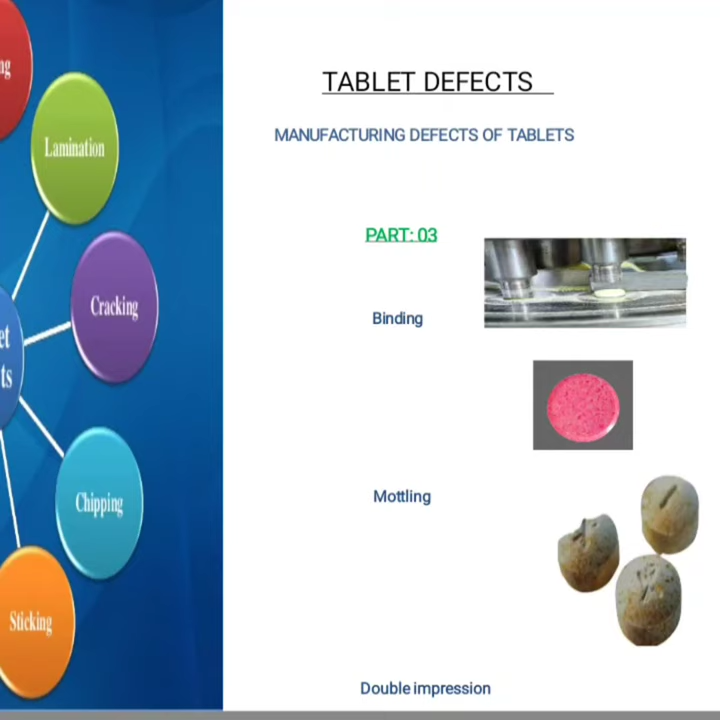 Lamination
Cracking
Chipping
Sticking
TABLET DEFECTS
MANUFACTURING DEFECTS OF TABLETS
PART: 03
Binding
Mottling
Double impression